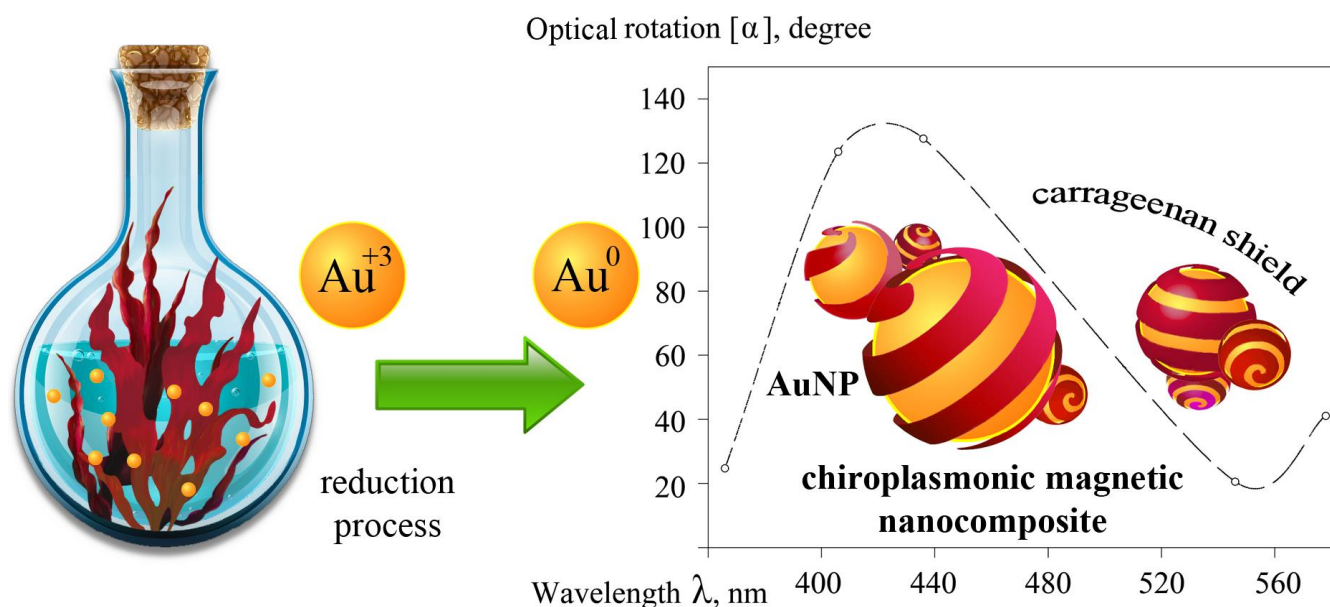 Optical rotation [α], degree
140
120
100
80
60
40
20
Au+3
Au0
reduction
process
carrageenan shield
AuNP
chiroplasmonic magnetic
nanocomposite
400 440 480 520 560
Wavelength λ, nm